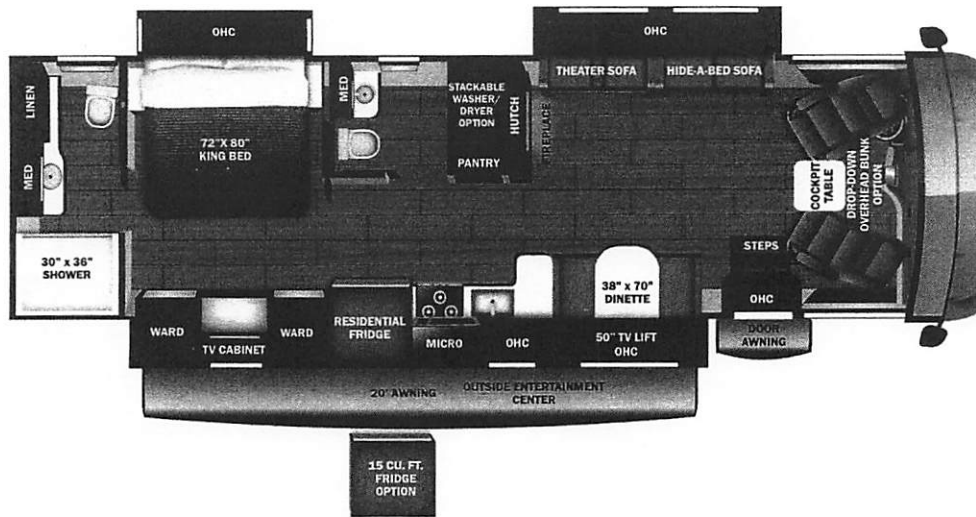 OHC
OHC
LINEN
MED
72"X 80"
KING BED
MED
STACKABLE
WASHER/
DRYER
OPTION
PANTRY
HUTCH
FIREPLACE
THEATER SOFA
HIDE-A-BED SOFA
COCKPIT
TABLE
DROP-DOWN
OVERHEAD BUNK
OPTION
30" x 36"
SHOWER
WARD
TV CABINET
WARD
RESIDENTIAL
FRIDGE
MICRO
OHC
38" x 70"
DINETTE
50" TV LIFT
OHC
STEPS
OHC
DOOR
AWNING
20' AWNING
OUTSIDE ENTERTAINMENT
CENTER
15 CU. FT.
FRIDGE
OPTION